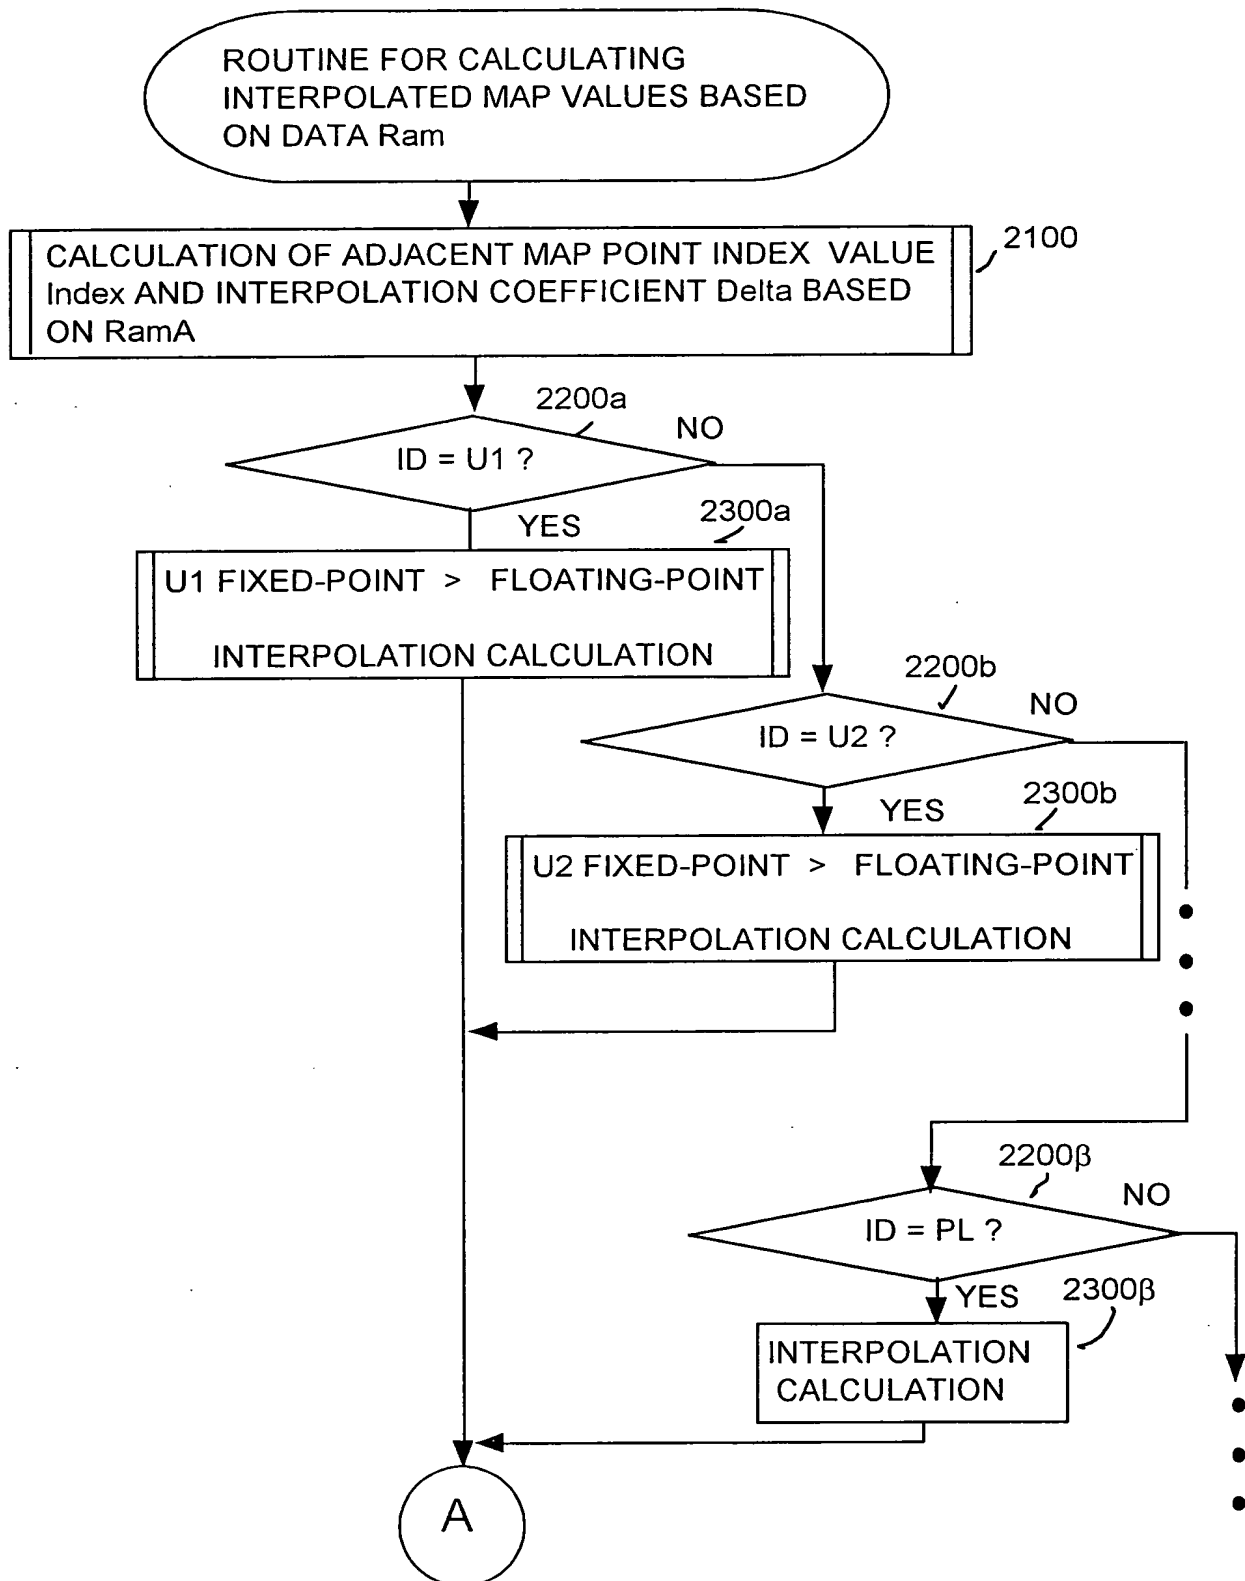 ROUTINE FOR CALCULATING
INTERPOLATED MAP VALUES BASED
ON DATA Ram
2100
CALCULATION OF ADJACENT MAP POINT INDEX VALUE
Index AND INTERPOLATION COEFFICIENT Delta BASED
ON RamA
2200a
NO
ID = U1 ?
YES
2300a
U1 FIXED-POINT > FLOATING-POINT
INTERPOLATION CALCULATION
2200b
NO
ID = U2 ?
YES
2300b
U2 FIXED-POINT > FLOATING-POINT
INTERPOLATION CALCULATION
2200β
NO
ID = PL ?
YES
2300β
INTERPOLATION
CALCULATION
A